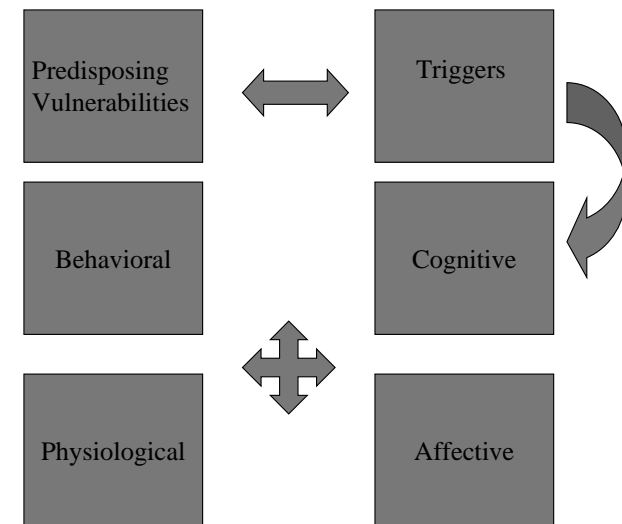 Predisposing
Vulnerabilities
Triggers
Behavioral
Cognitive
Physiological
Affective